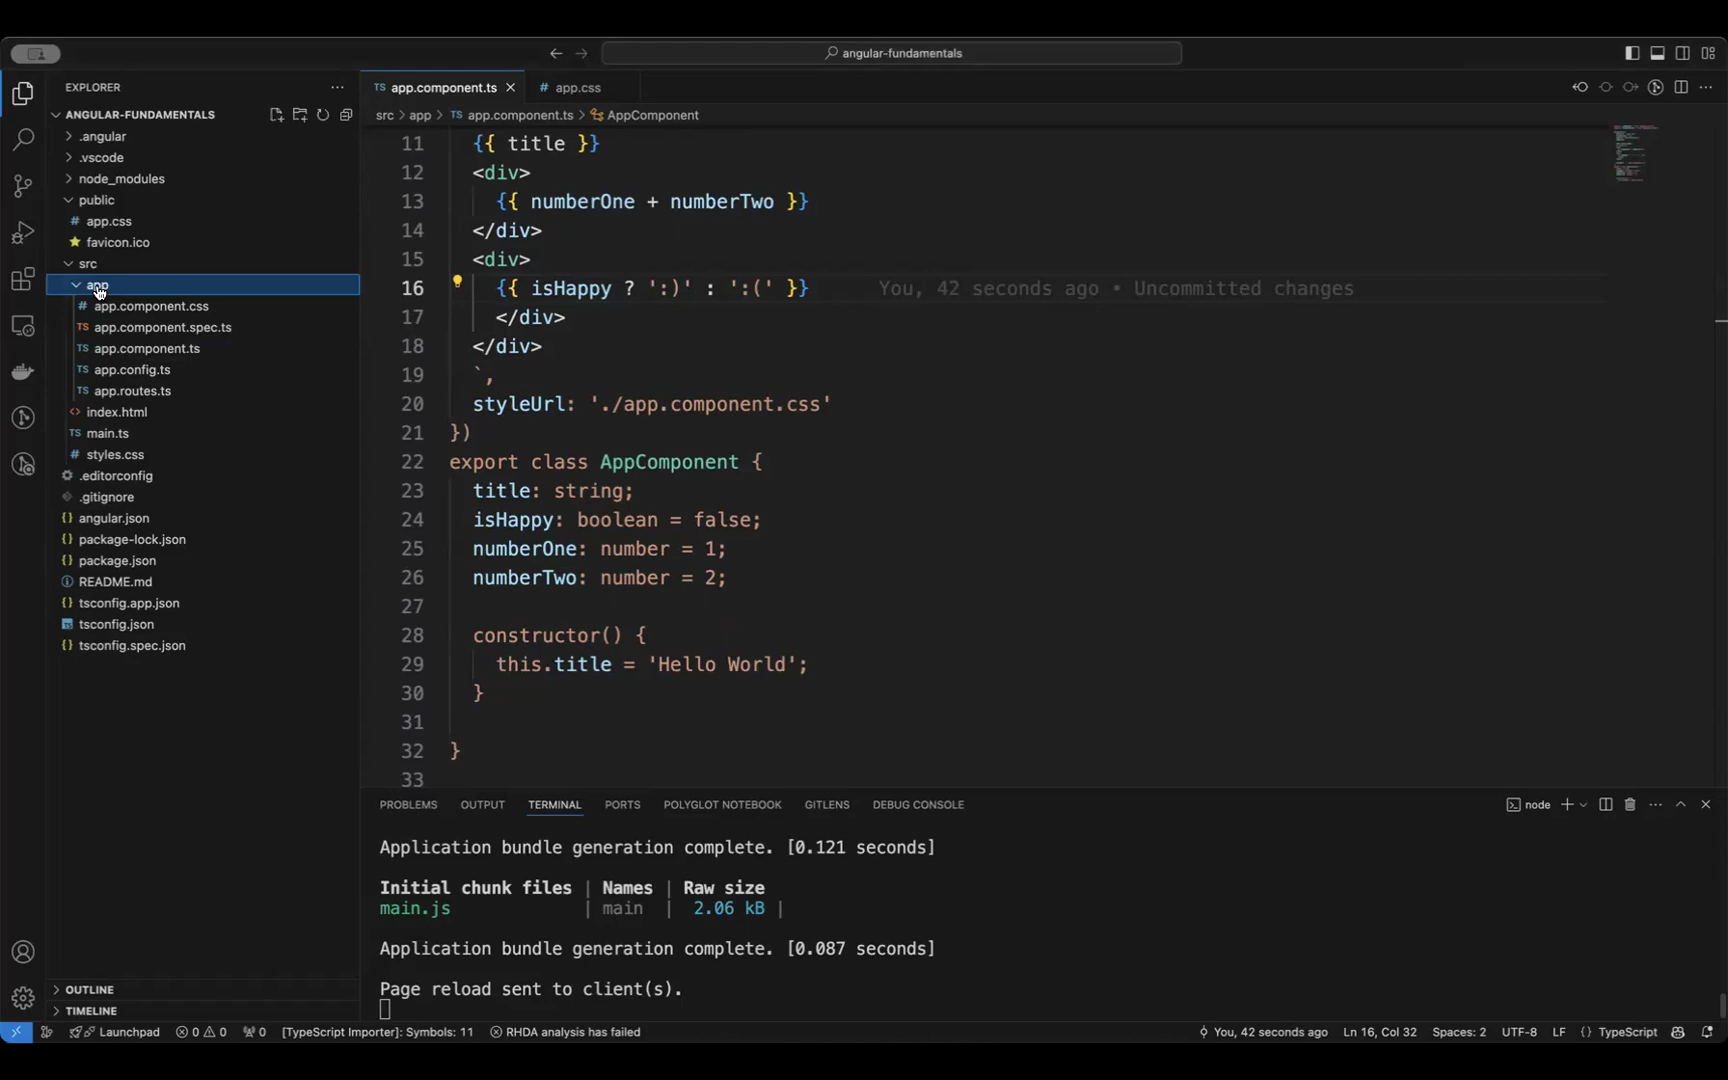 angular-fundamentals
EXPLORER
ANGULAR-FUNDAMENTALS
.angular
.vscode
node_modules
public
# app.css
favicon.ico
src
app
# app.component.css
TS app.component.spec.ts
TS app.component.ts
TS app.config.ts
TS app.routes.ts
<> index.html
TS main.ts
# styles.css
.editorconfig
.gitignore
{} angular.json
{} package-lock.json
{} package.json
README.md
{} tsconfig.app.json
tsconfig.json
{} tsconfig.spec.json
OUTLINE
TIMELINE
TS app.component.ts
# app.css
src > app > TS app.component.ts > AppComponent
11 {{ title }}
12 <div>
13 {{ numberOne + numberTwo }}
14 </div>
15 <div>
16 {{ isHappy ? ':)' : ':(' }} You, 42 seconds ago • Uncommitted changes
17 </div>
18 </div>
19 `,
20 styleUrl: './app.component.css'
21 })
22 export class AppComponent {
23 title: string;
24 isHappy: boolean = false;
25 numberOne: number = 1;
26 numberTwo: number = 2;
27
28 constructor() {
29 this.title = 'Hello World';
30 }
31
32 }
33
PROBLEMS OUTPUT TERMINAL PORTS POLYGLOT NOTEBOOK GITLENS DEBUG CONSOLE
node
Application bundle generation complete. [0.121 seconds]
Initial chunk files | Names | Raw size
main.js | main | 2.06 kB |
Application bundle generation complete. [0.087 seconds]
Page reload sent to client(s).
Launchpad 0 0 0 [TypeScript Importer]: Symbols: 11 RHDA analysis has failed You, 42 seconds ago Ln 16, Col 32 Spaces: 2 UTF-8 LF {} TypeScript